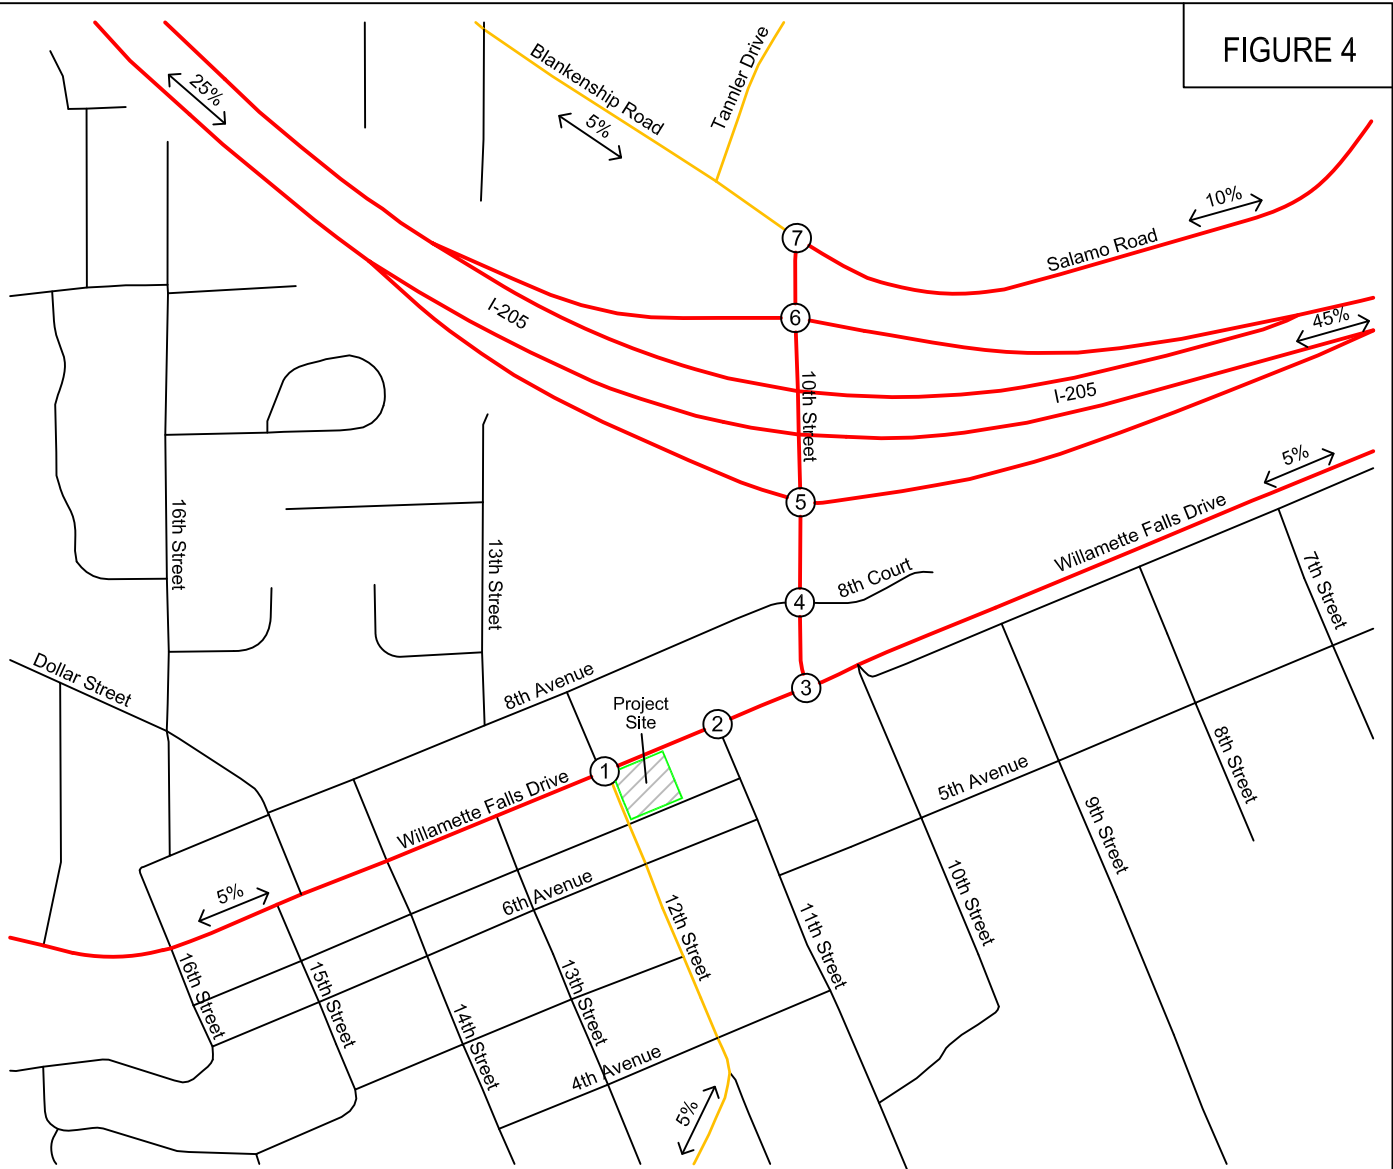 FIGURE 4
25%
Blankenship Road
5%
Tannler Drive
10%
Salamo Road
7
6
I-205
45%
I-205
10th Street
5
5%
Willamette Falls Drive
16th Street
13th Street
8th Court
4
7th Street
Dollar Street
8th Avenue
Project
Site
3
2
1
8th Street
5th Avenue
Willamette Falls Drive
9th Street
5%
6th Avenue
10th Street
12th Street
11th Street
16th Street
15th Street
13th Street
14th Street
4th Avenue
5%